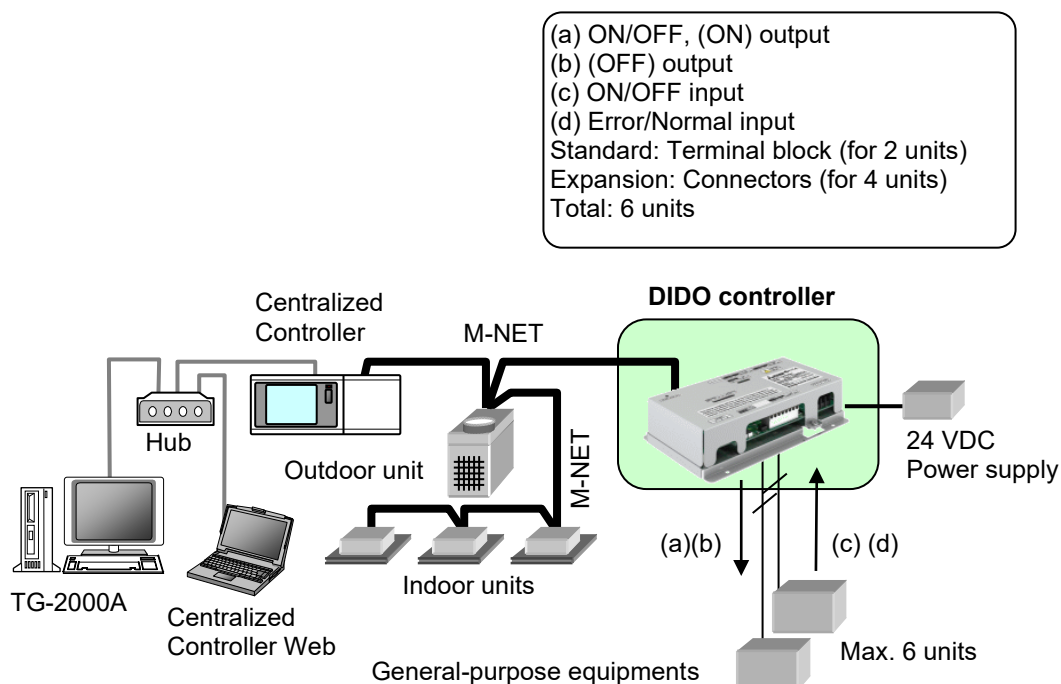 (a) ON/OFF, (ON) output
(b) (OFF) output
(c) ON/OFF input
(d) Error/Normal input
Standard: Terminal block (for 2 units)
Expansion: Connectors (for 4 units)
Total: 6 units
DIDO controller
Centralized
Controller
M-NET
Hub
Outdoor unit
M-NET
24 VDC
Power supply
(a)(b)
(c) (d)
Indoor units
TG-2000A
Centralized
Controller Web
Max. 6 units
General-purpose equipments